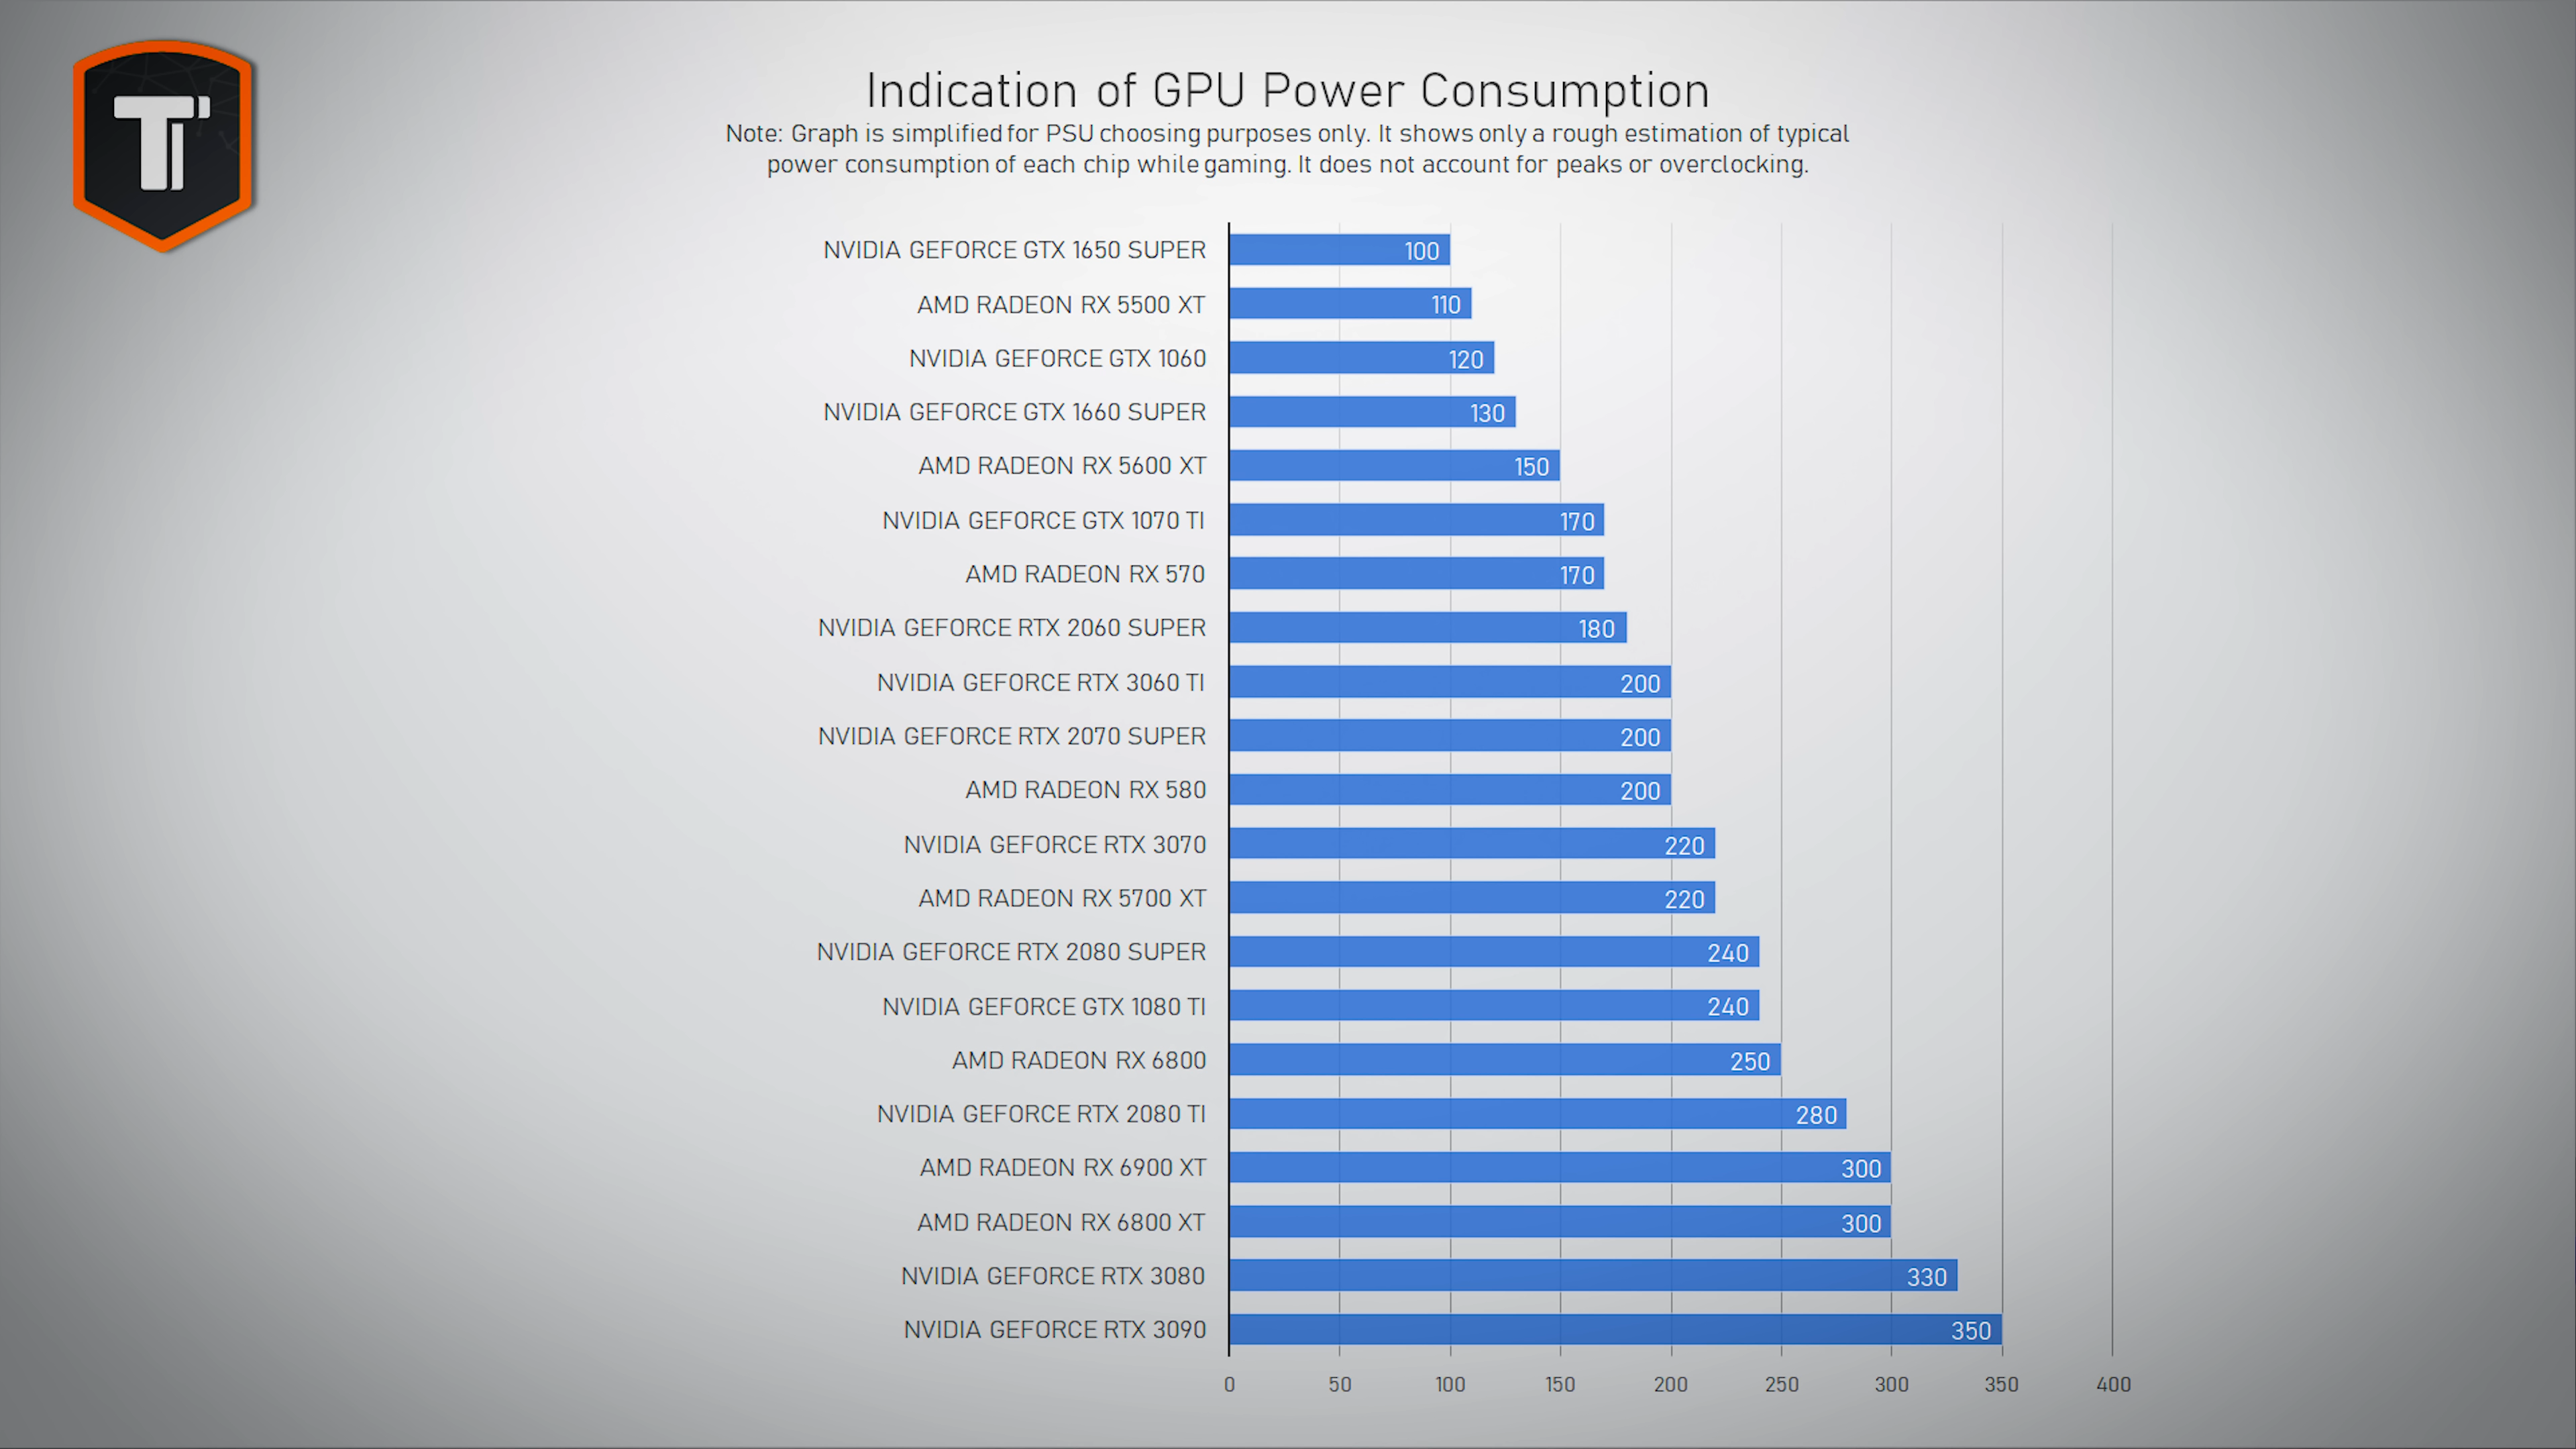 TI
Indication of GPU Power Consumption
Note: Graph is simplified for PSU choosing purposes only. It shows only a rough estimation of typical
power consumption of each chip while gaming. It does not account for peaks or overclocking.
NVIDIA GEFORCE GTX 1650 SUPER 100
AMD RADEON RX 5500 XT 110
NVIDIA GEFORCE GTX 1060 120
NVIDIA GEFORCE GTX 1660 SUPER 130
AMD RADEON RX 5600 XT 150
NVIDIA GEFORCE GTX 1070 TI 170
AMD RADEON RX 570 170
NVIDIA GEFORCE RTX 2060 SUPER 180
NVIDIA GEFORCE RTX 3060 TI 200
NVIDIA GEFORCE RTX 2070 SUPER 200
AMD RADEON RX 580 200
NVIDIA GEFORCE RTX 3070 220
AMD RADEON RX 5700 XT 220
NVIDIA GEFORCE RTX 2080 SUPER 240
NVIDIA GEFORCE GTX 1080 TI 240
AMD RADEON RX 6800 250
NVIDIA GEFORCE RTX 2080 TI 280
AMD RADEON RX 6900 XT 300
AMD RADEON RX 6800 XT 300
NVIDIA GEFORCE RTX 3080 330
NVIDIA GEFORCE RTX 3090 350
0 50 100 150 200 250 300 350 400